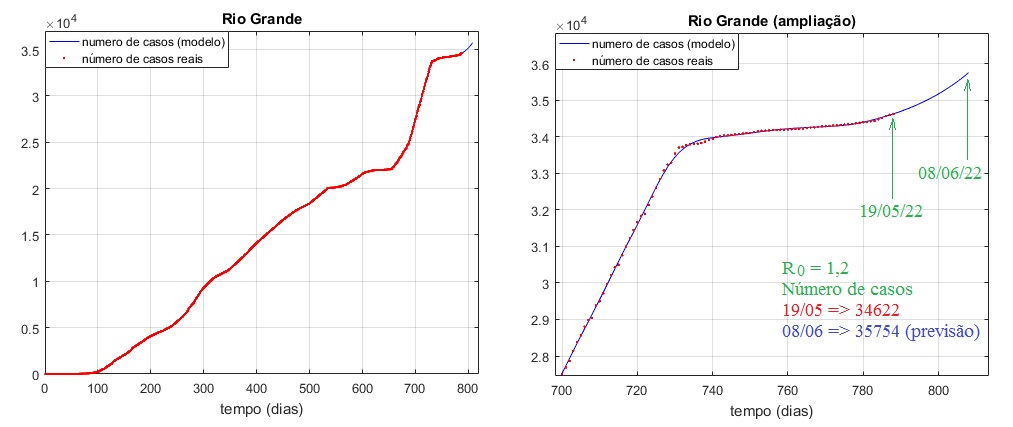 Rio Grande
×10⁴
numero de casos (modelo)
número de casos reais
3.5
3
2.5
2
1.5
1
0.5
0
0 100 200 300 400 500 600 700 800
tempo (dias)
Rio Grande (ampliação)
×10⁴
numero de casos (modelo)
número de casos reais
3.6
3.5
3.4
3.3
3.2
3.1
3
2.9
2.8
08/06/22
19/05/22
R0 = 1,2
Número de casos
19/05 => 34622
08/06 => 35754 (previsão)
700 720 740 760 780 800
tempo (dias)